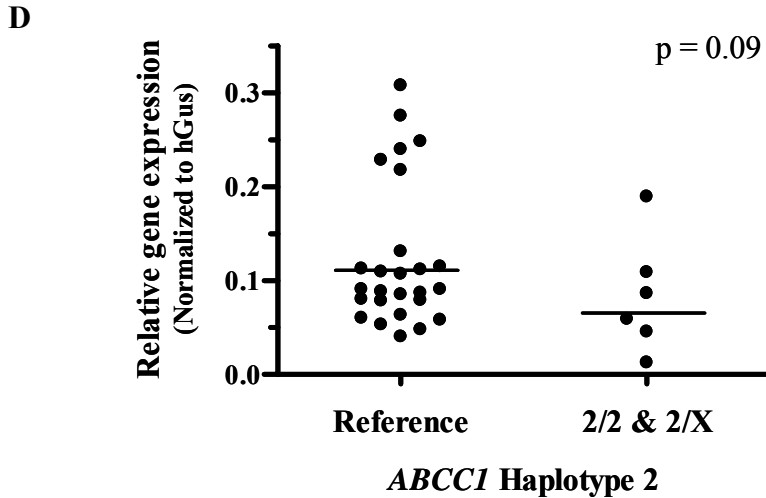 D
p = 0.09
Relative gene expression
(Normalized to hGus)
0.3
0.2
0.1
0.0
Reference
2/2 & 2/X
ABCC1 Haplotype 2